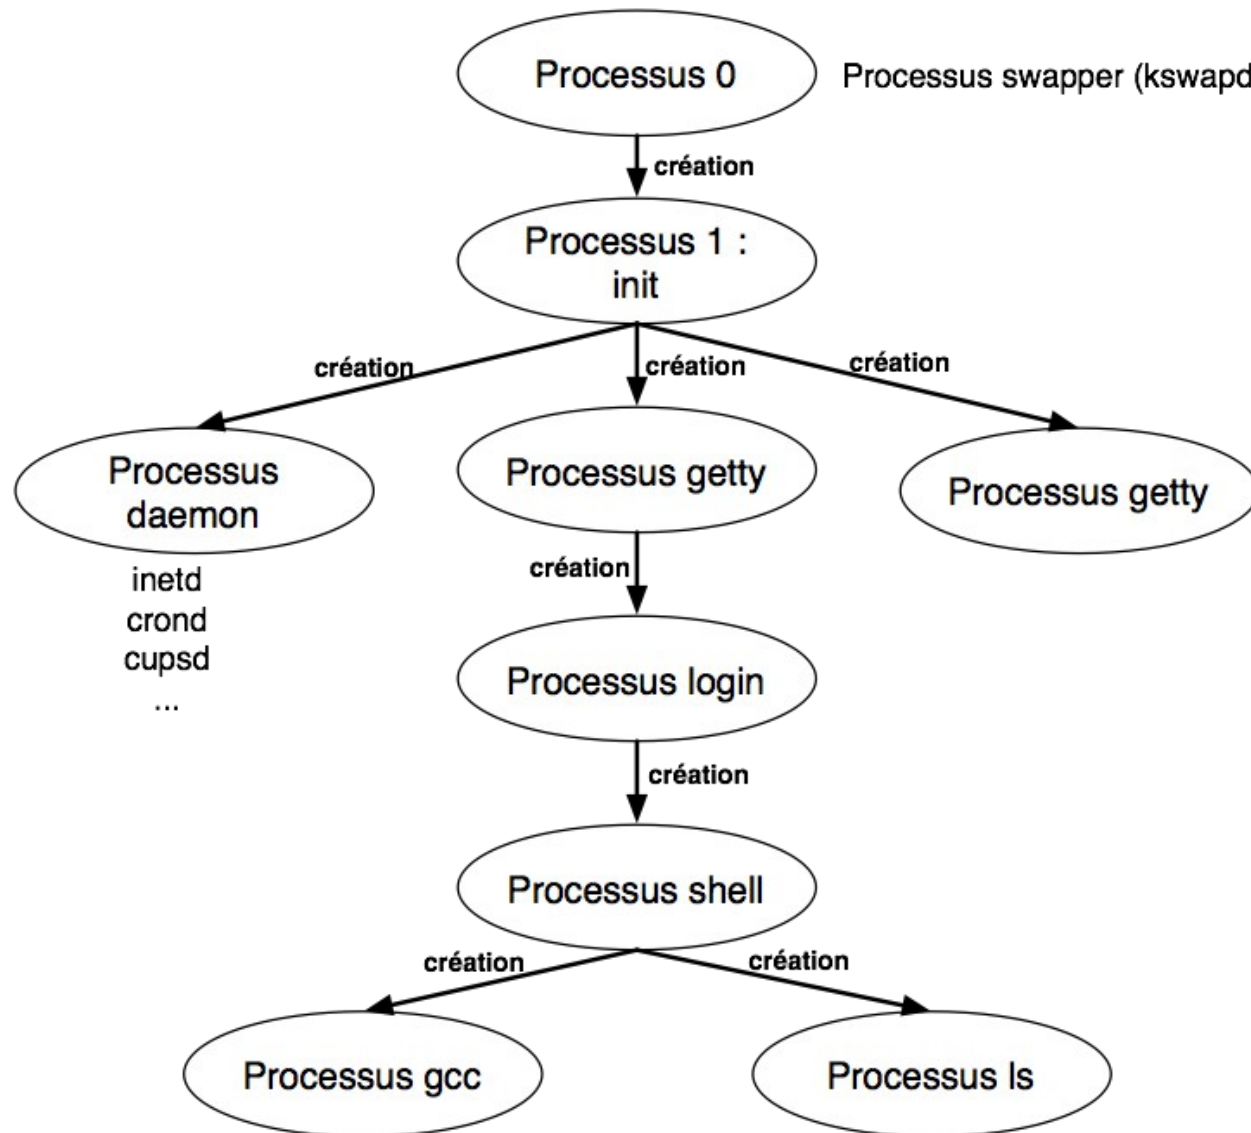 Processus 0
Processus swapper (kswapd
création
Processus 1 :
init
création
création
création
Processus
daemon
Processus getty
Processus getty
inetd
crond
cupsd
...
création
Processus login
création
Processus shell
création
création
Processus gcc
Processus ls